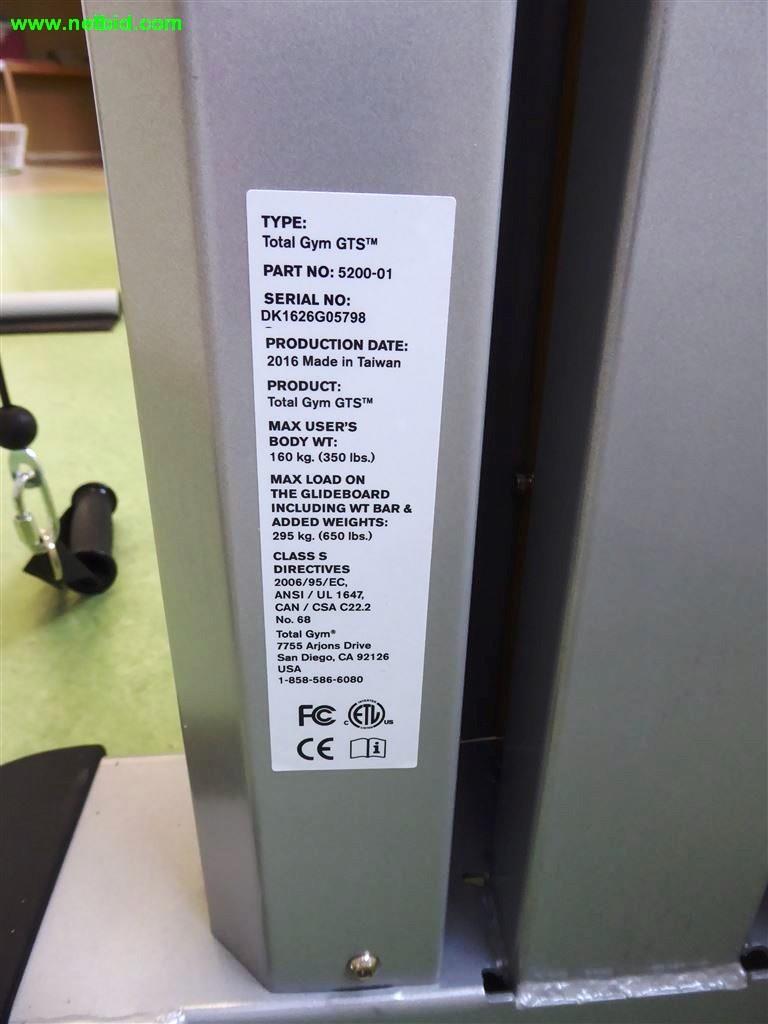 www.netbid.com
TYPE:
Total Gym GTS™
PART NO: 5200-01
SERIAL NO:
DK1626G05798
PRODUCTION DATE:
2016 Made in Taiwan
PRODUCT:
Total Gym GTS™
MAX USER'S
BODY WT:
160 kg. (350 lbs.)
MAX LOAD ON
THE GLIDEBOARD
INCLUDING WT BAR &
ADDED WEIGHTS:
295 kg. (650 lbs.)
CLASS S
DIRECTIVES
2006/95/EC,
ANSI / UL 1647,
CAN / CSA C22.2
No. 68
Total Gym®
7755 Arjons Drive
San Diego, CA 92126
USA
1-858-586-6080
FC C ETL US
CE i